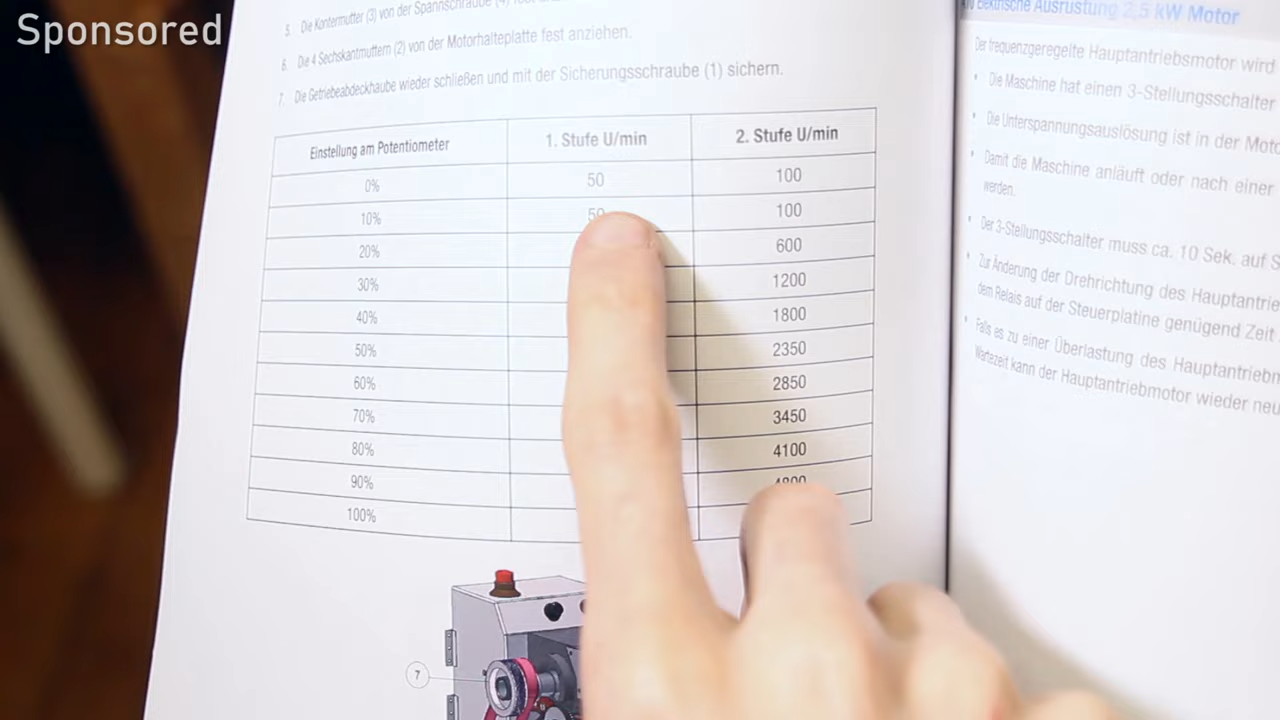 Sponsored
5. Die Kontermutter (3) von der Spannschraube (4)
6. Die 4 Sechskantmuttern (2) von der Motorhalteplatte fest anziehen.
7. Die Getriebeabdeckhaube wieder schließen und mit der Sicherungsschraube (1) sichern.
Einstellung am Potentiometer 1. Stufe U/min 2. Stufe U/min
0% 50 100
10% 50 100
20% 600
30% 1200
40% 1800
50% 2350
60% 2850
70% 3450
80% 4100
90% 4800
100%
7
Elektrische Ausrüstung 2,5 kW Motor
Der frequenzgeregelte Hauptantriebsmotor wird
• Die Maschine hat einen 3-Stellungsschalter
• Die Unterspannungsauslösung ist in der
• Damit die Maschine anläuft oder nach einer
werden.
• Der 3-Stellungsschalter muss ca. 10 Sek. auf
• Zur Änderung der Drehrichtung des
dem Relais auf der Steuerplatine genügend Zeit
• Falls es zu einer Überlastung des
Wartezeit kann der Hauptantriebmotor wieder